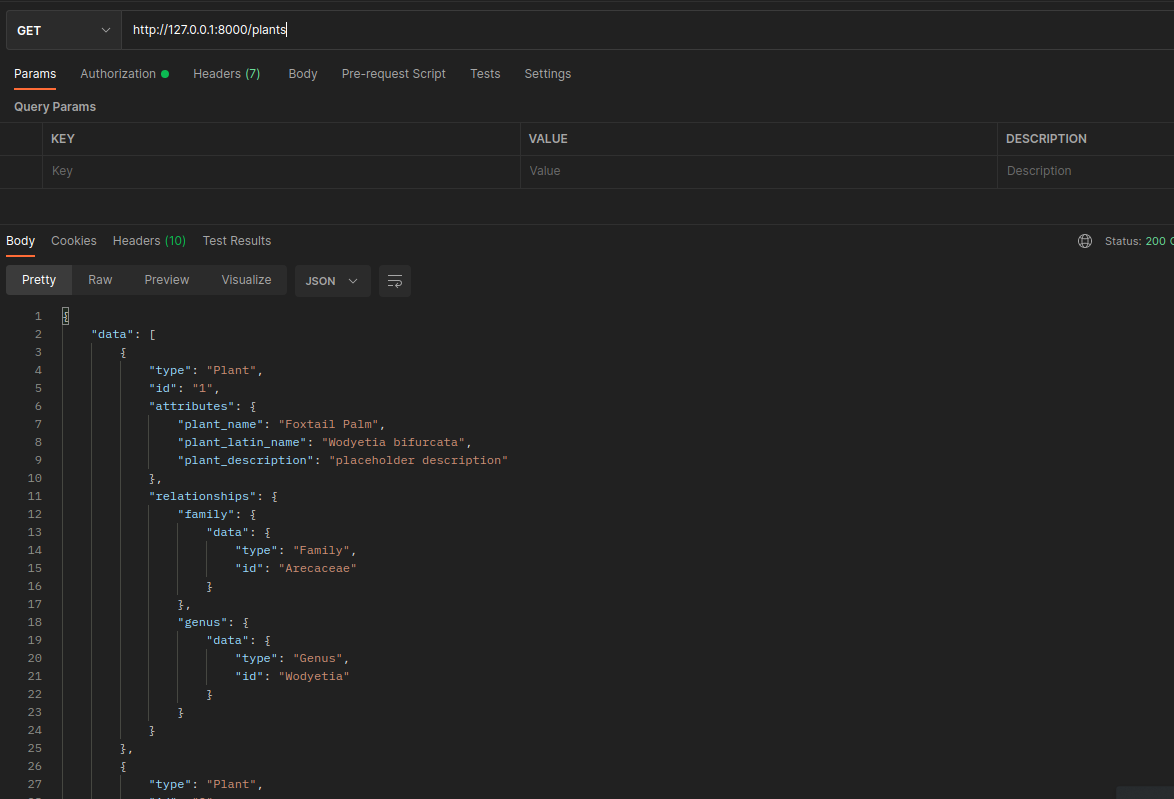 GET http://127.0.0.1:8000/plants
Params Authorization Headers (7) Body Pre-request Script Tests Settings
Query Params
KEY VALUE DESCRIPTION
Key Value Description
Body Cookies Headers (10) Test Results Status: 200
Pretty Raw Preview Visualize JSON
1 {
2 "data": [
3 {
4 "type": "Plant",
5 "id": "1",
6 "attributes": {
7 "plant_name": "Foxtail Palm",
8 "plant_latin_name": "Wodyetia bifurcata",
9 "plant_description": "placeholder description"
10 },
11 "relationships": {
12 "family": {
13 "data": {
14 "type": "Family",
15 "id": "Arecaceae"
16 }
17 },
18 "genus": {
19 "data": {
20 "type": "Genus",
21 "id": "Wodyetia"
22 }
23 }
24 }
25 },
26 {
27 "type": "Plant",